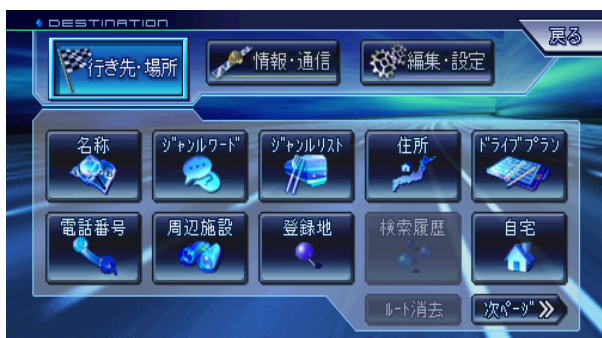 DESTINATION
戻る
行き先・場所
情報・通信
編集・設定
名称
ｼﾞｬﾝﾙﾜｰﾄﾞ
ｼﾞｬﾝﾙﾘｽﾄ
住所
ﾄﾞﾗｲﾌﾞﾌﾟﾗﾝ
電話番号
周辺施設
登録地
検索履歴
自宅
ﾙｰﾄ消去
次ﾍﾟｰｼﾞ